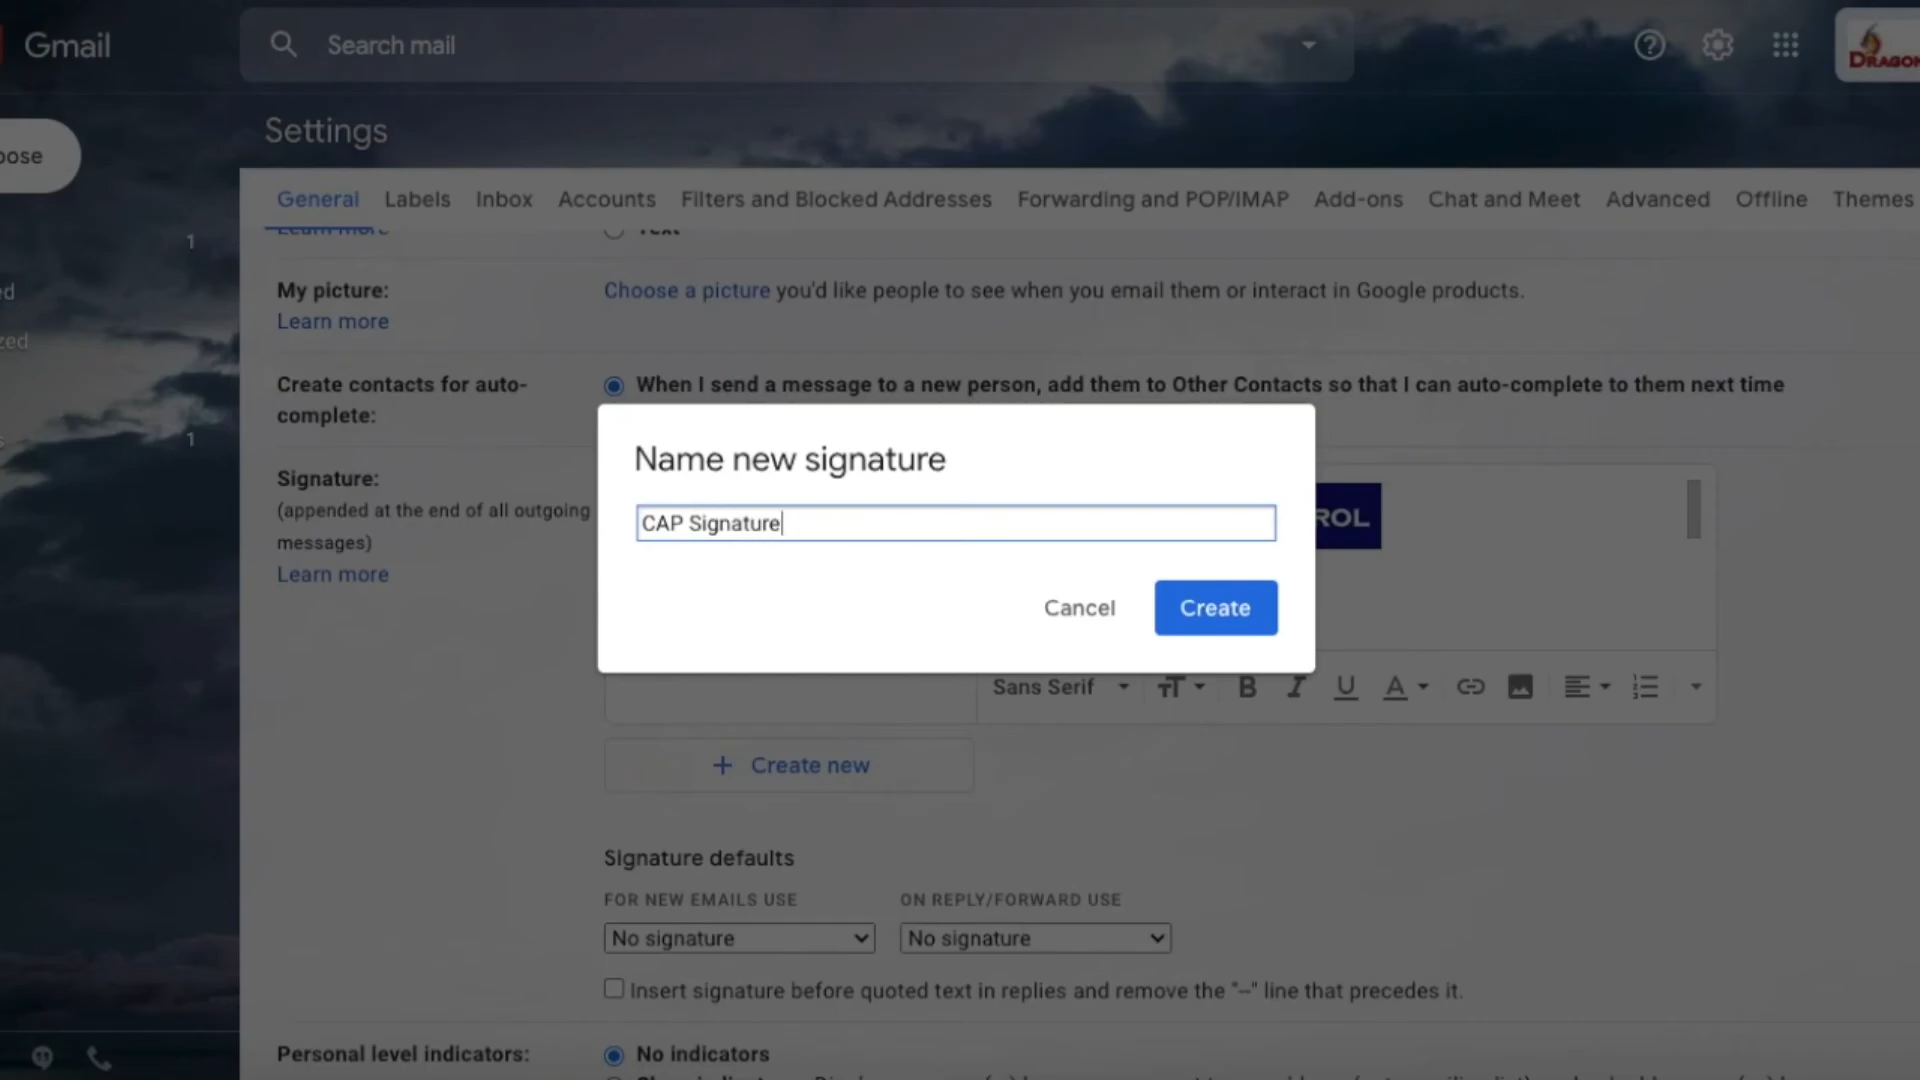 Gmail
Search mail
DRAGON
Settings
General Labels Inbox Accounts Filters and Blocked Addresses Forwarding and POP/IMAP Add-ons Chat and Meet Advanced Offline Themes
Learn more
Text
1
My picture:
Choose a picture you'd like people to see when you email them or interact in Google products.
Learn more
Create contacts for auto-
complete:
When I send a message to a new person, add them to Other Contacts so that I can auto-complete to them next time
1
Name new signature
CAP Signature
Cancel
Create
Signature:
(appended at the end of all outgoing
messages)
Learn more
ROL
Sans Serif
+ Create new
Signature defaults
FOR NEW EMAILS USE
ON REPLY/FORWARD USE
No signature
No signature
Insert signature before quoted text in replies and remove the "--" line that precedes it.
Personal level indicators:
No indicators